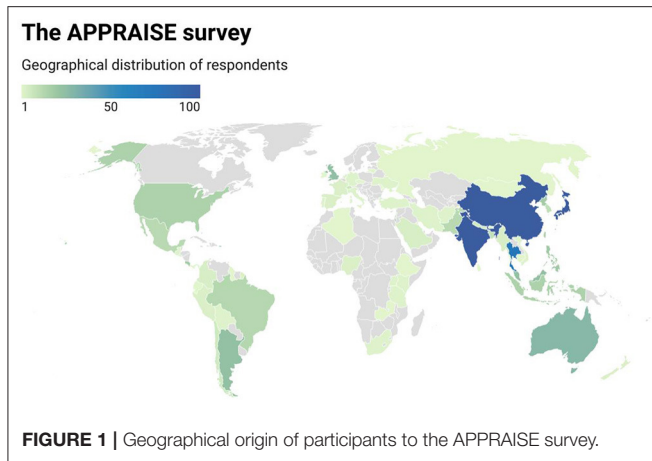 The APPRAISE survey
Geographical distribution of respondents
1 50 100
FIGURE 1 | Geographical origin of participants to the APPRAISE survey.